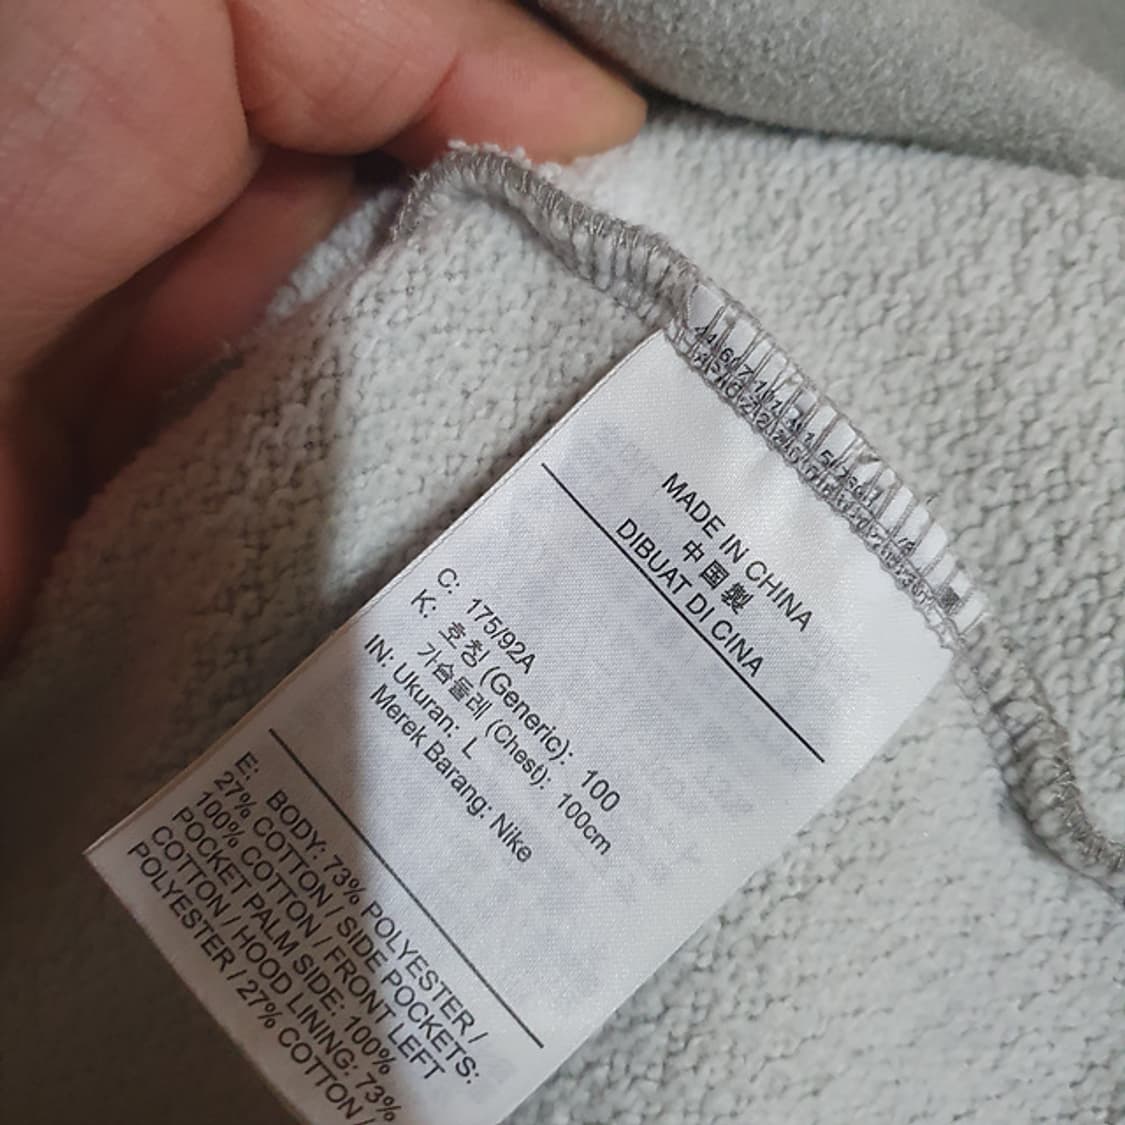 MADE IN CHINA
中国製
DIBUAT DI CINA
C: 175/92A
K: 호칭 (Generic): 100
가슴둘레 (Chest): 100cm
IN: Ukuran: L
Merek Barang: Nike
E: BODY: 73% POLYESTER /
27% COTTON / SIDE POCKETS:
100% COTTON / FRONT LEFT
POCKET PALM SIDE: 100%
COTTON / HOOD LINING: 73%
POLYESTER / 27% COTTON /